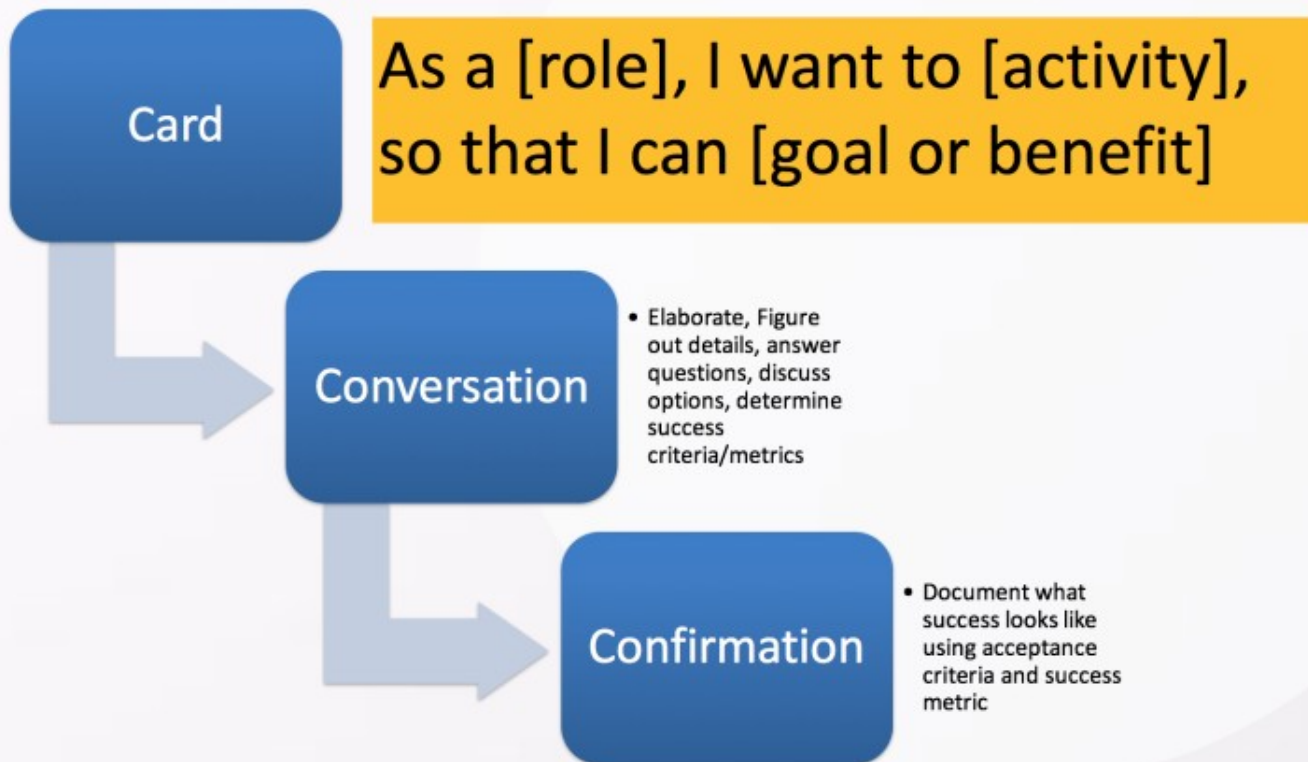 Card
As a [role], I want to [activity],
so that I can [goal or benefit]
Conversation
• Elaborate, Figure
out details, answer
questions, discuss
options, determine
success
criteria/metrics
Confirmation
• Document what
success looks like
using acceptance
criteria and success
metric